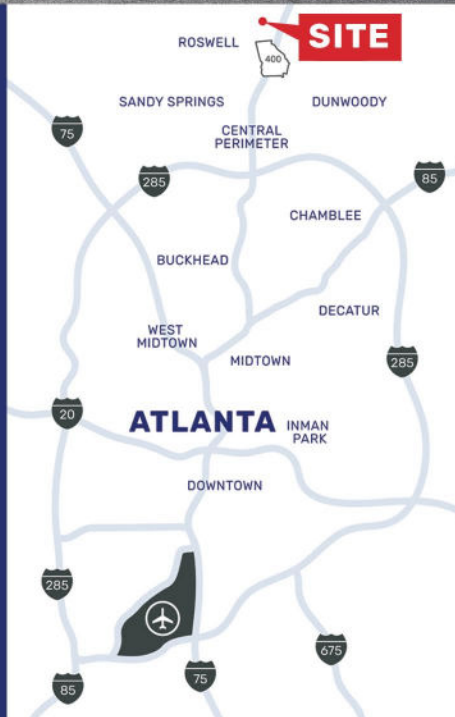 SITE
ROSWELL
400
SANDY SPRINGS
DUNWOODY
75
CENTRAL
PERIMETER
285
85
CHAMBLEE
BUCKHEAD
DECATUR
WEST
MIDTOWN
MIDTOWN
285
20
ATLANTA
INMAN
PARK
DOWNTOWN
285
675
85
75